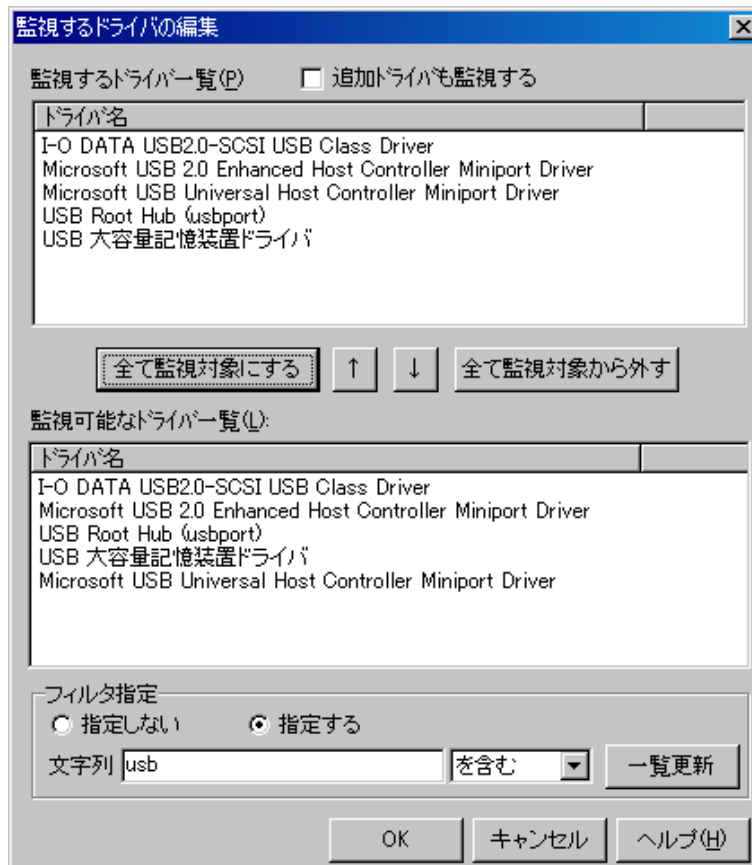 監視するドライバの編集
監視するドライバ一覧(P) 追加ドライバも監視する
ドライバ名
I-O DATA USB2.0-SCSI USB Class Driver
Microsoft USB 2.0 Enhanced Host Controller Miniport Driver
Microsoft USB Universal Host Controller Miniport Driver
USB Root Hub (usbport)
USB 大容量記憶装置ドライバ
全て監視対象にする ↑ ↓ 全て監視対象から外す
監視可能なドライバ一覧(L):
ドライバ名
I-O DATA USB2.0-SCSI USB Class Driver
Microsoft USB 2.0 Enhanced Host Controller Miniport Driver
USB Root Hub (usbport)
USB 大容量記憶装置ドライバ
Microsoft USB Universal Host Controller Miniport Driver
フィルタ指定
指定しない 指定する
文字列 usb を含む 一覧更新
OK キャンセル ヘルプ(H)